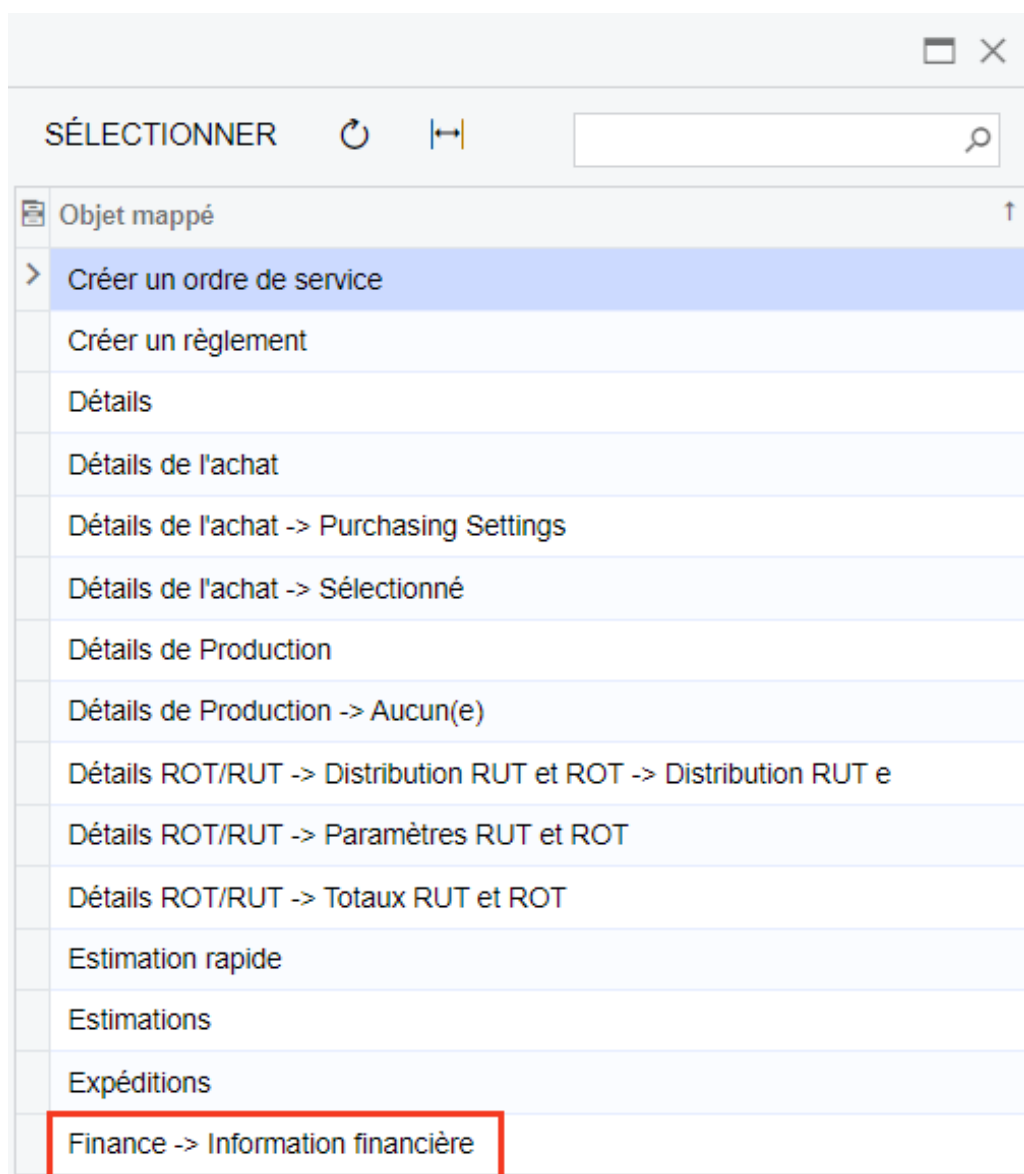 SÉLECTIONNER
Objet mappé
Créer un ordre de service
Créer un règlement
Détails
Détails de l'achat
Détails de l'achat -> Purchasing Settings
Détails de l'achat -> Sélectionné
Détails de Production
Détails de Production -> Aucun(e)
Détails ROT/RUT -> Distribution RUT et ROT -> Distribution RUT e
Détails ROT/RUT -> Paramètres RUT et ROT
Détails ROT/RUT -> Totaux RUT et ROT
Estimation rapide
Estimations
Expéditions
Finance -> Information financière